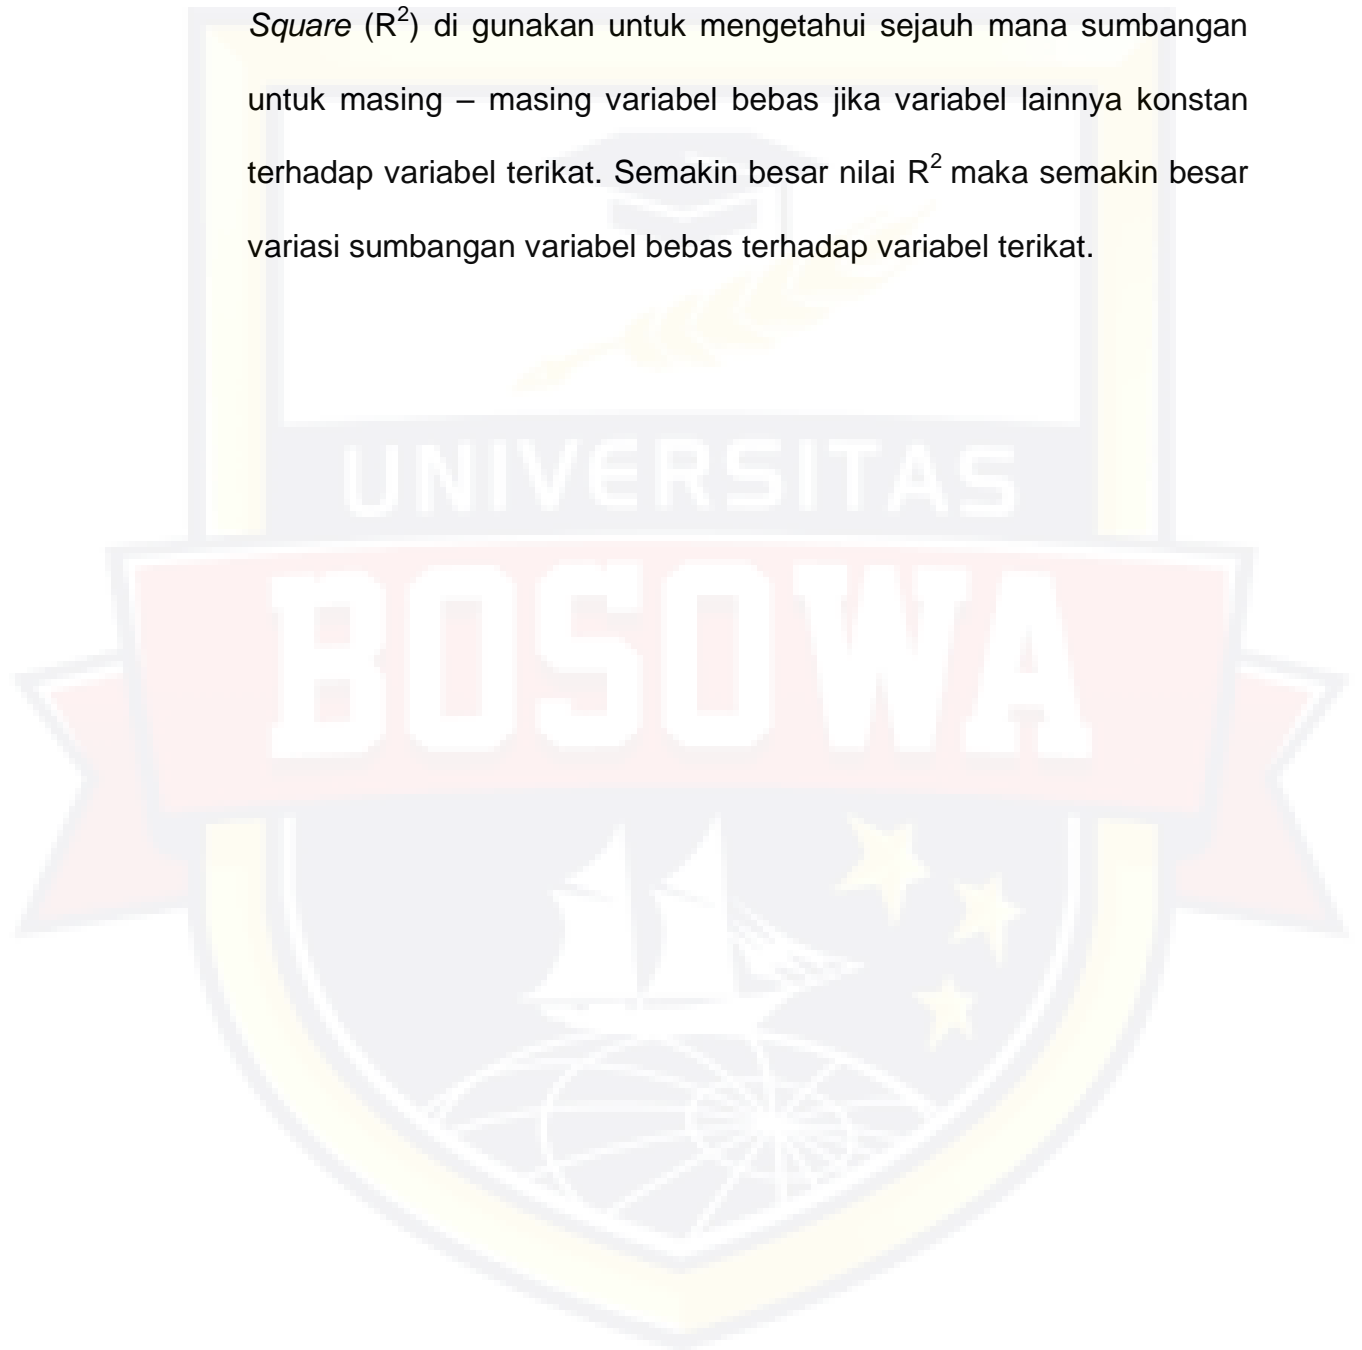 Square (R²) di gunakan untuk mengetahui sejauh mana sumbangan
untuk masing – masing variabel bebas jika variabel lainnya konstan
terhadap variabel terikat. Semakin besar nilai R² maka semakin besar
variasi sumbangan variabel bebas terhadap variabel terikat.
UNIVERSITAS
BOSOWA